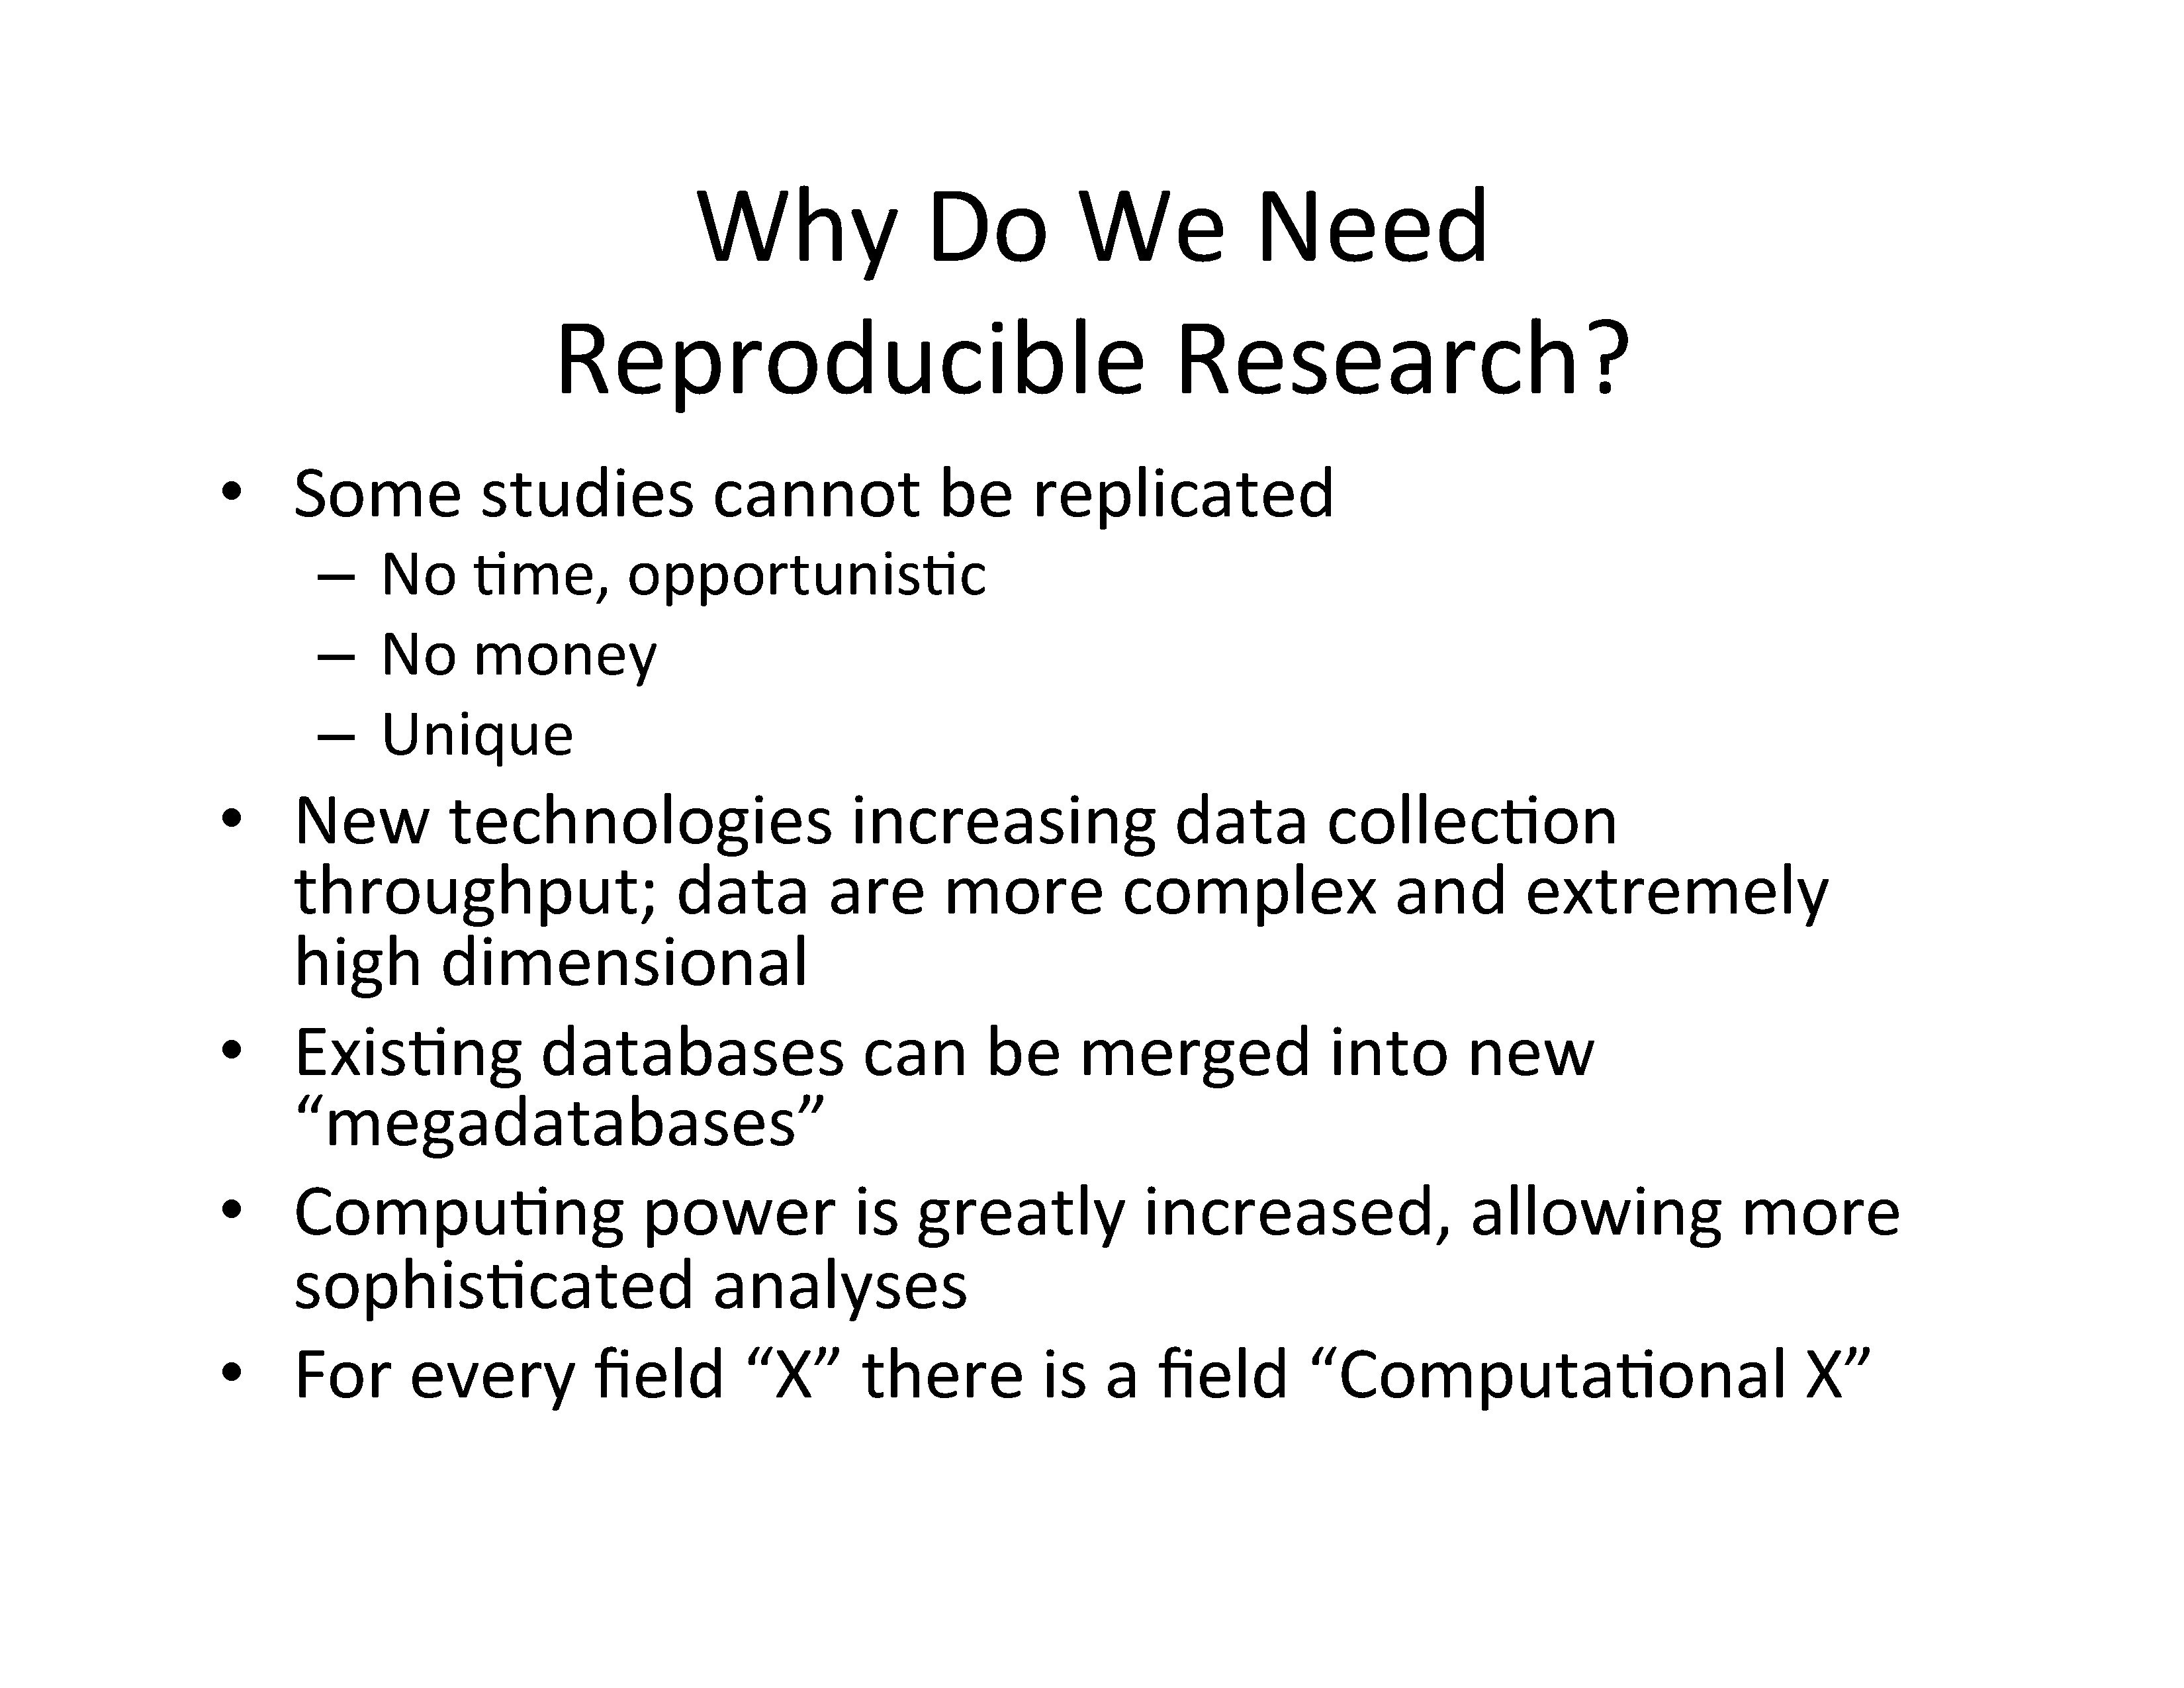 Why Do We Need
Reproducible Research?
• Some studies cannot be replicated
– No time, opportunistic
– No money
– Unique
• New technologies increasing data collection
throughput; data are more complex and extremely
high dimensional
• Existing databases can be merged into new
“megadatabases”
• Computing power is greatly increased, allowing more
sophisticated analyses
• For every field “X” there is a field “Computational X”